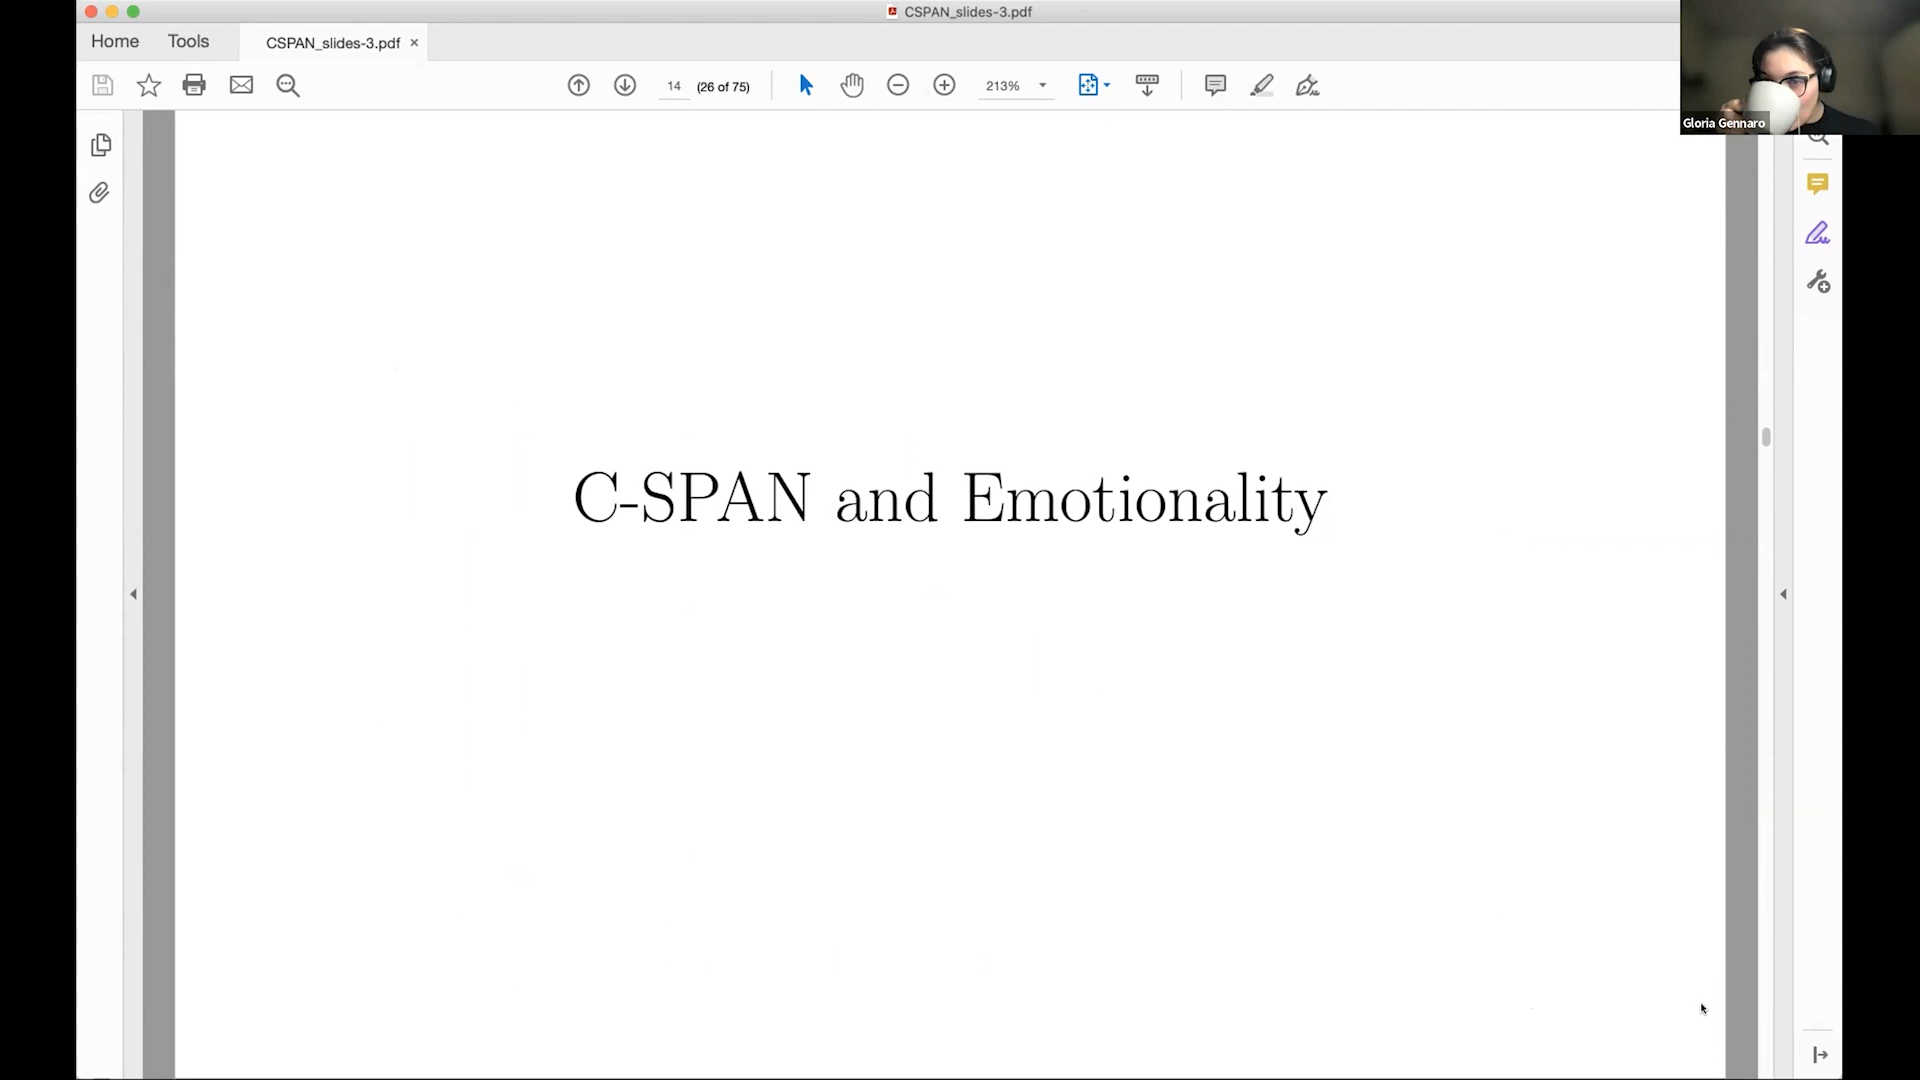 CSPAN_slides-3.pdf
Home
Tools
CSPAN_slides-3.pdf ×
14 (26 of 75)
213%
Gloria Gennaro
C-SPAN and Emotionality